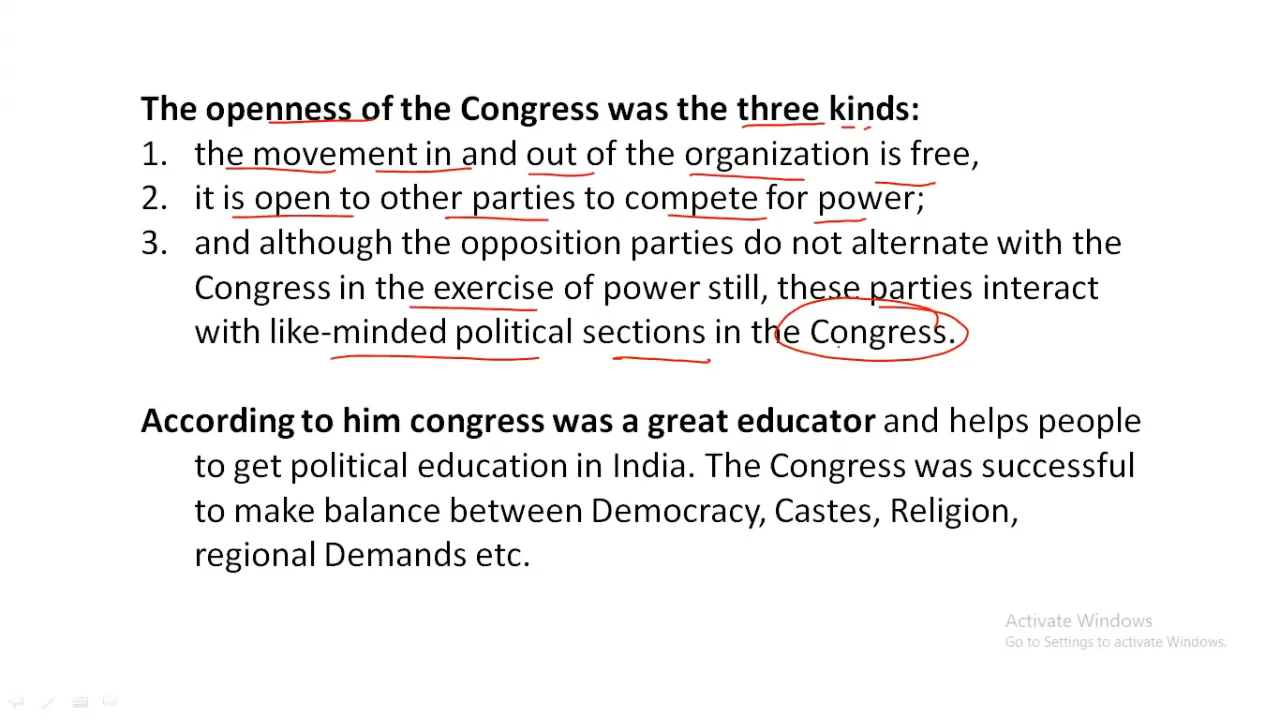 The openness of the Congress was the three kinds:
1. the movement in and out of the organization is free,
2. it is open to other parties to compete for power;
3. and although the opposition parties do not alternate with the
Congress in the exercise of power still, these parties interact
with like-minded political sections in the Congress.
According to him congress was a great educator and helps people
to get political education in India. The Congress was successful
to make balance between Democracy, Castes, Religion,
regional Demands etc.
Activate Windows
Go to Settings to activate Windows.